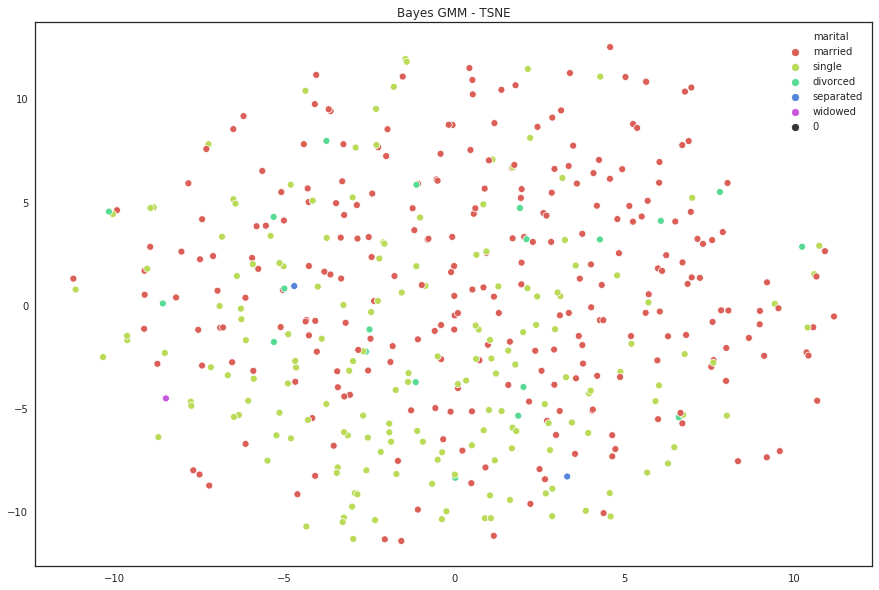 Bayes GMM - TSNE
marital
married
single
divorced
separated
widowed
0
10
5
0
−5
−10
−10
−5
0
5
10